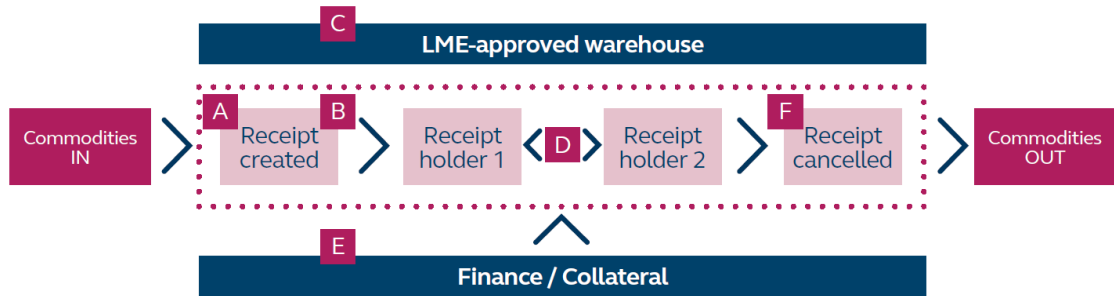 C
LME-approved warehouse
A
B
F
Commodities
IN
Receipt
created
Receipt
holder 1
D
Receipt
holder 2
Receipt
cancelled
Commodities
OUT
E
Finance / Collateral